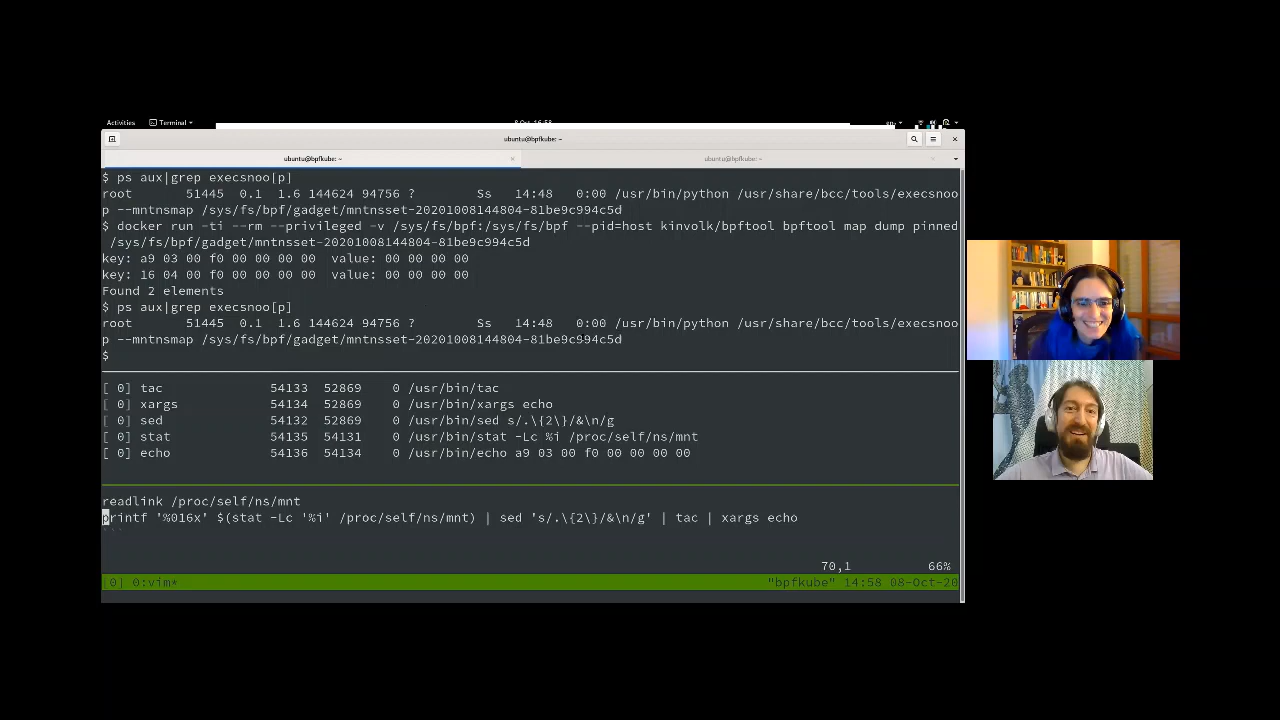 Activities Terminal
8 Oct 16:58
en
ubuntu@bpfkube: ~
ubuntu@bpfkube: ~
ubuntu@bpfkube: ~
$ ps aux|grep execsnoo[p]
root 51445 0.1 1.6 144624 94756 ? Ss 14:48 0:00 /usr/bin/python /usr/share/bcc/tools/execsnoo
p --mntnsmap /sys/fs/bpf/gadget/mntnsset-20201008144804-81be9c994c5d
$ docker run -ti --rm --privileged -v /sys/fs/bpf:/sys/fs/bpf --pid=host kinvolk/bpftool bpftool map dump pinned
/sys/fs/bpf/gadget/mntnsset-20201008144804-81be9c994c5d
key: a9 03 00 f0 00 00 00 00 value: 00 00 00 00
key: 16 04 00 f0 00 00 00 00 value: 00 00 00 00
Found 2 elements
$ ps aux|grep execsnoo[p]
root 51445 0.1 1.6 144624 94756 ? Ss 14:48 0:00 /usr/bin/python /usr/share/bcc/tools/execsnoo
p --mntnsmap /sys/fs/bpf/gadget/mntnsset-20201008144804-81be9c994c5d
$
[ 0] tac 54133 52869 0 /usr/bin/tac
[ 0] xargs 54134 52869 0 /usr/bin/xargs echo
[ 0] sed 54132 52869 0 /usr/bin/sed s/.\{2\}/&\n/g
[ 0] stat 54135 54131 0 /usr/bin/stat -Lc %i /proc/self/ns/mnt
[ 0] echo 54136 54134 0 /usr/bin/echo a9 03 00 f0 00 00 00 00
readlink /proc/self/ns/mnt
printf '%016x' $(stat -Lc '%i' /proc/self/ns/mnt) | sed 's/.\{2\}/&\n/g' | tac | xargs echo
```
70,1 66%
[0] 0:vim* "bpfkube" 14:58 08-Oct-20